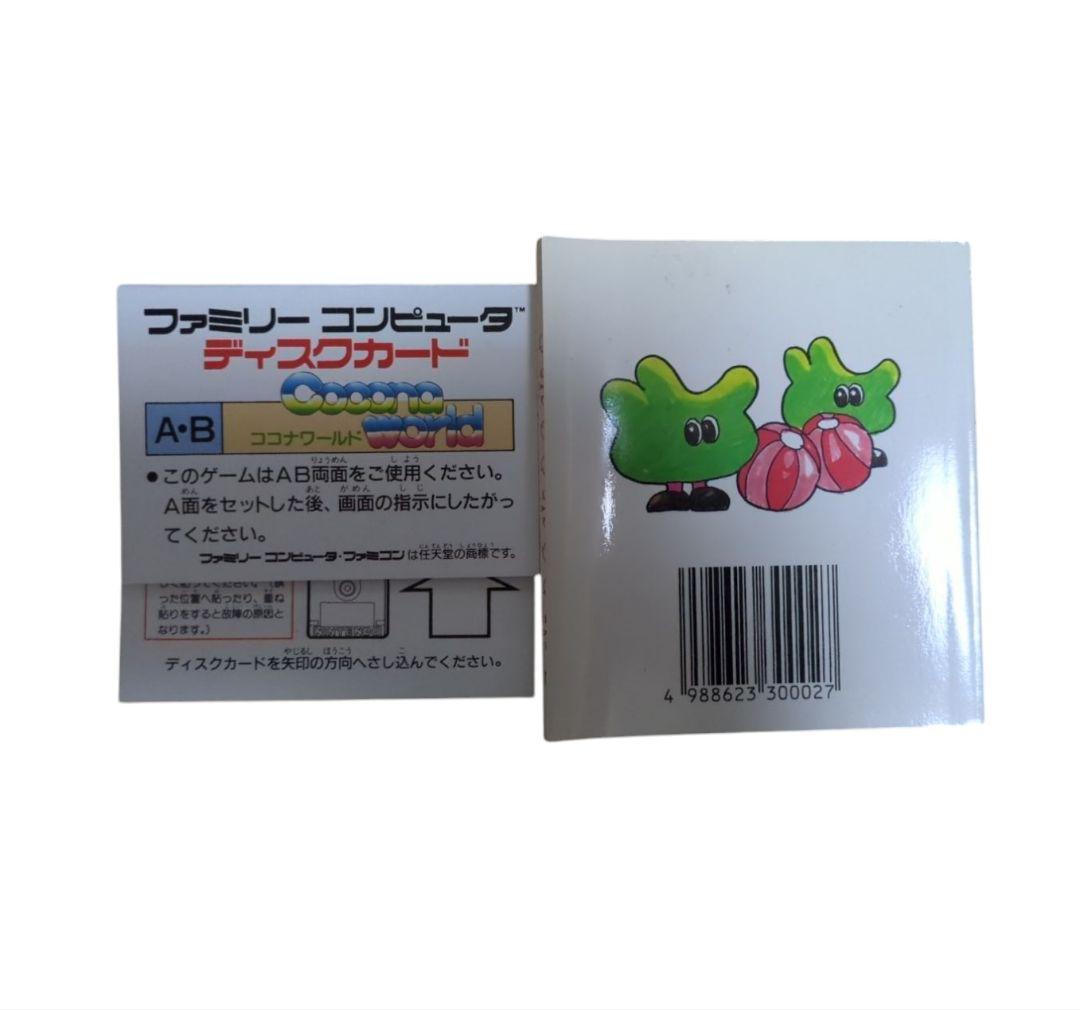 ファミリー コンピュータ™
ディスクカード
Cocona
World
A•B
ココナワールド
●このゲームはAB両面をご使用ください。
A面をセットした後、画面の指示にしたがっ
てください。
ファミリー コンピュータ・ファミコンは任天堂の商標です。
った位置へ貼ったり、重ね
貼りをすると故障の原因と
なります。)
ディスクカードを矢印の方向へさし込んでください。
4 988623 300027